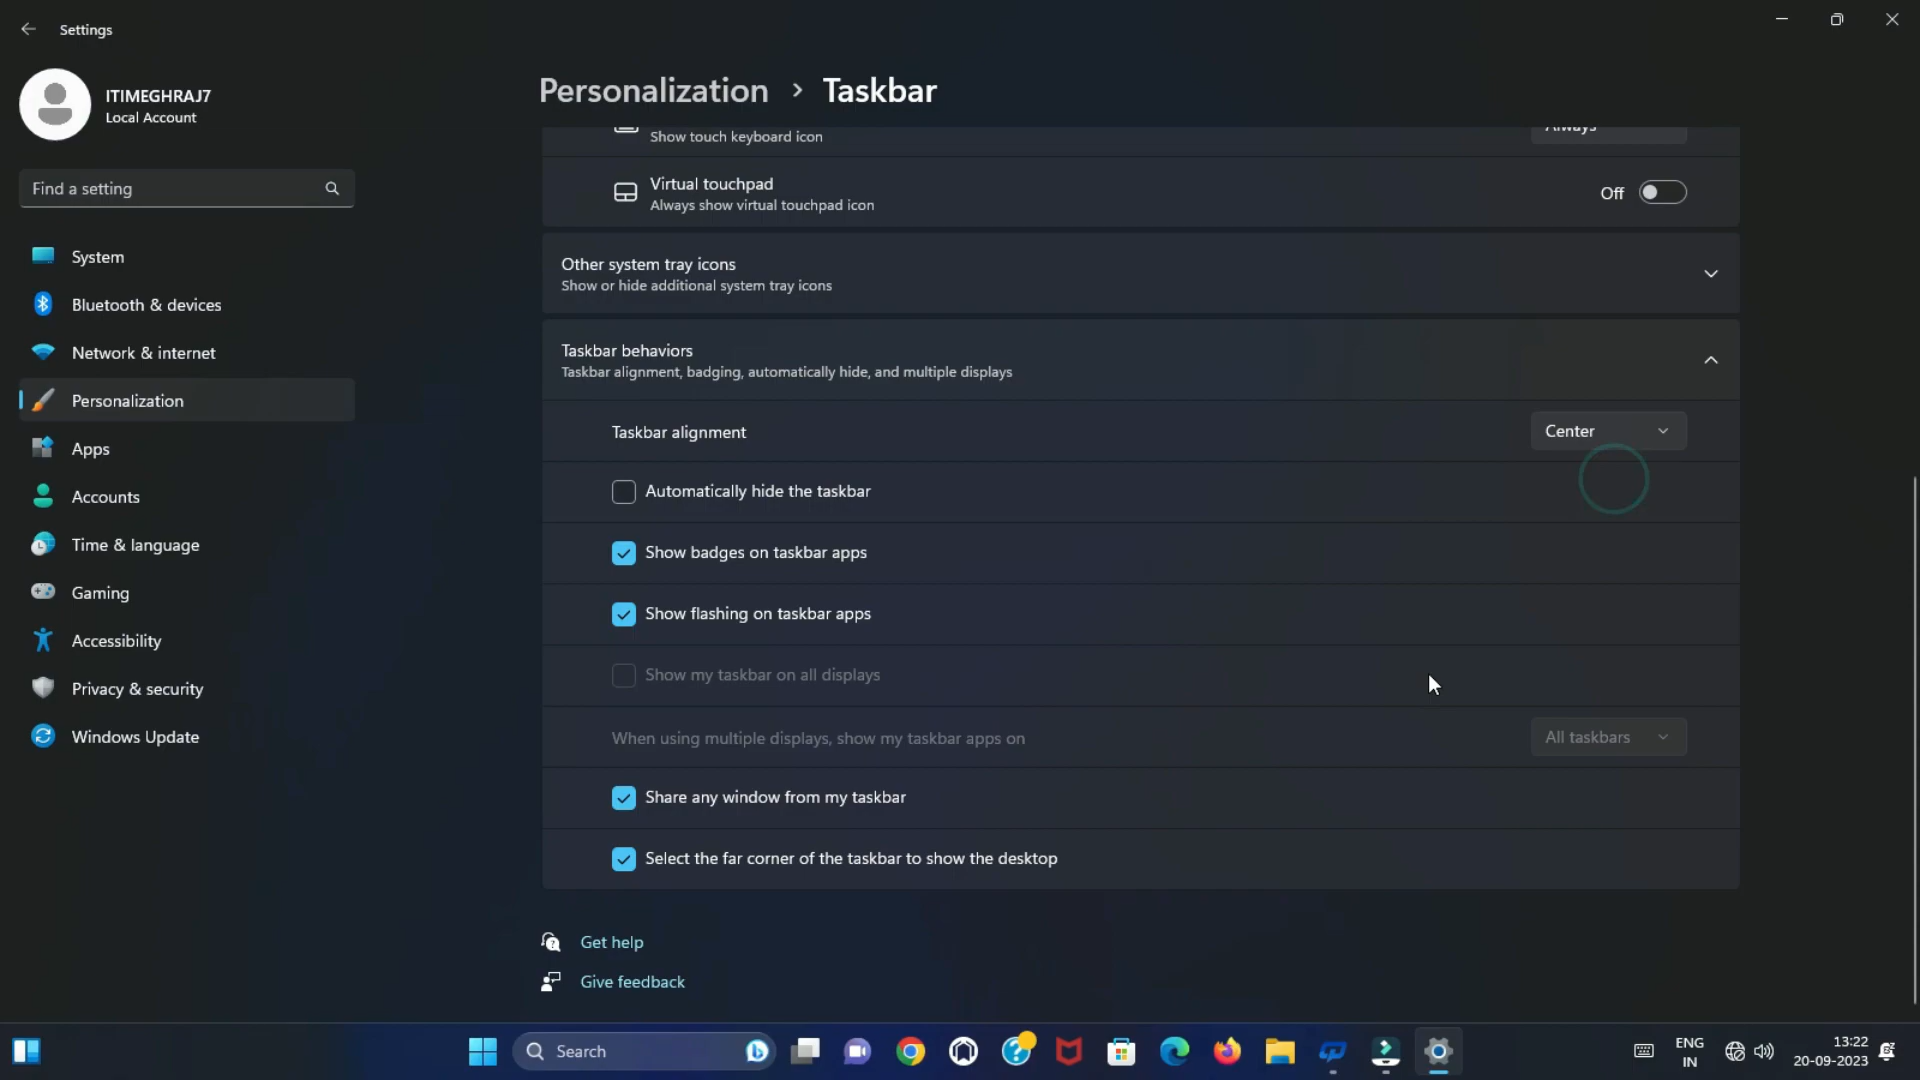 Settings
ITIMEGHRAJ7
Local Account
Find a setting
System
Bluetooth & devices
Network & internet
Personalization
Apps
Accounts
Time & language
Gaming
Accessibility
Privacy & security
Windows Update
Personalization > Taskbar
Show touch keyboard icon
Always
Virtual touchpad
Always show virtual touchpad icon
Off
Other system tray icons
Show or hide additional system tray icons
Taskbar behaviors
Taskbar alignment, badging, automatically hide, and multiple displays
Taskbar alignment
Center
Automatically hide the taskbar
Show badges on taskbar apps
Show flashing on taskbar apps
Show my taskbar on all displays
When using multiple displays, show my taskbar apps on
All taskbars
Share any window from my taskbar
Select the far corner of the taskbar to show the desktop
Get help
Give feedback
Search
ENG
IN
13:22
20-09-2023